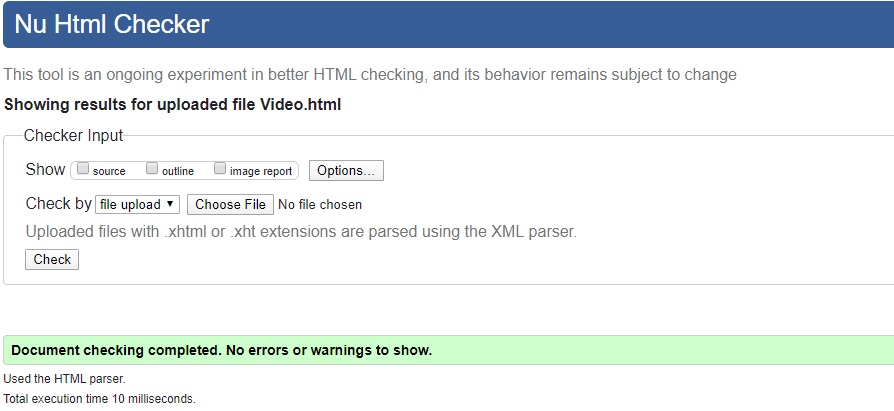 Nu Html Checker
This tool is an ongoing experiment in better HTML checking, and its behavior remains subject to change
Showing results for uploaded file Video.html
Checker Input
Show source outline image report Options...
Check by file upload Choose File No file chosen
Uploaded files with .xhtml or .xht extensions are parsed using the XML parser.
Check
Document checking completed. No errors or warnings to show.
Used the HTML parser.
Total execution time 10 milliseconds.